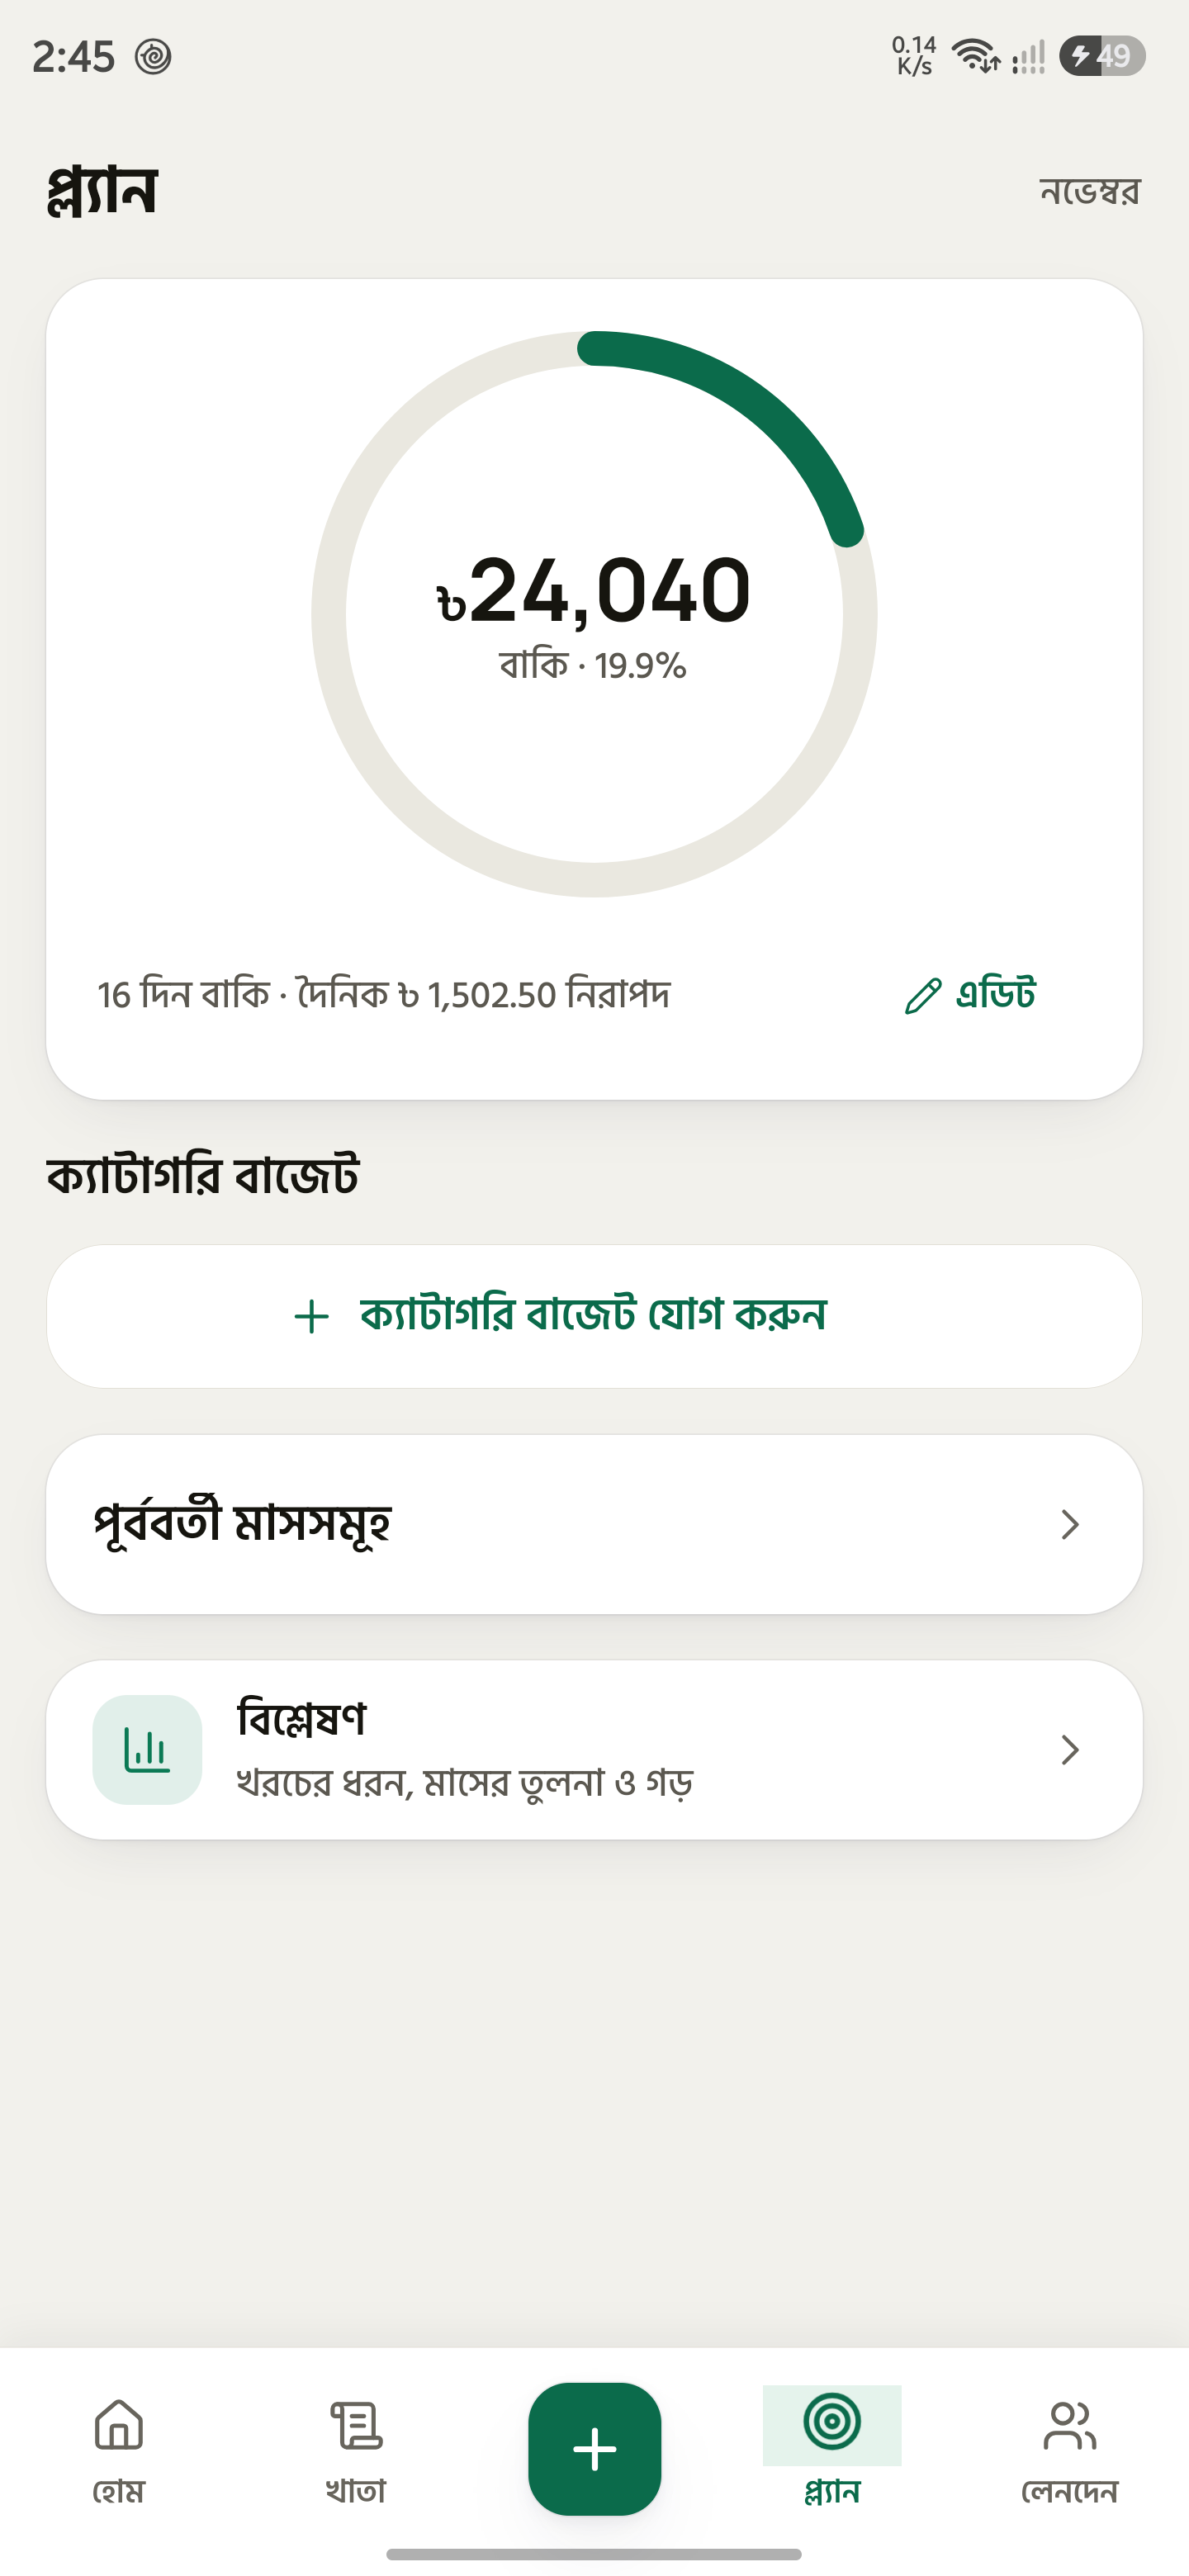 2:45
0.14 K/s
49
প্ল্যান
নভেম্বর
৳24,040
বাকি · 19.9%
16 দিন বাকি · দৈনিক ৳ 1,502.50 নিরাপদ
এডিট
ক্যাটাগরি বাজেট
ক্যাটাগরি বাজেট যোগ করুন
পূর্ববর্তী মাসসমূহ
বিশ্লেষণ
খরচের ধরন, মাসের তুলনা ও গড়
হোম
খাতা
প্ল্যান
লেনদেন